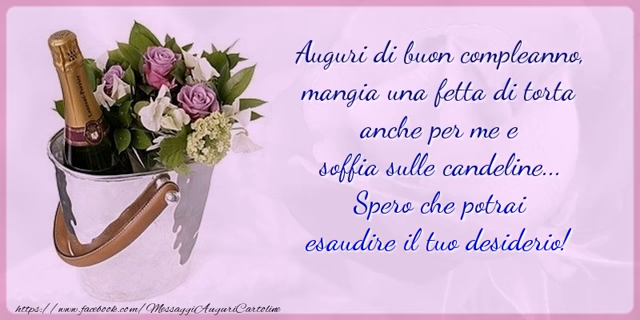 Auguri di buon compleanno,
mangia una fetta di torta
anche per me e
soffia sulle candeline...
Spero che potrai
esaudire il tuo desiderio!
https://www.facebook.com/MessaggiAuguriCartoline